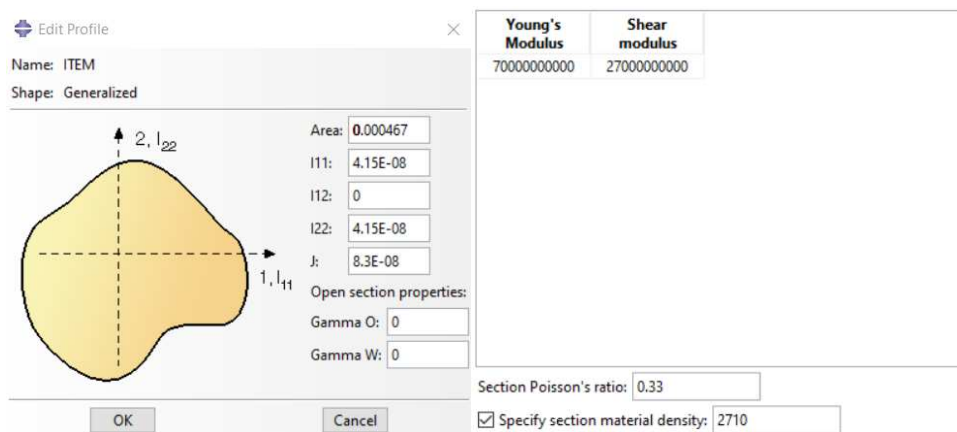 Edit Profile
Name: ITEM
Shape: Generalized
2, I22
1, I11
Area: 0.000467
I11: 4.15E-08
I12: 0
I22: 4.15E-08
J: 8.3E-08
Open section properties:
Gamma O: 0
Gamma W: 0
OK Cancel
Young's Modulus
Shear modulus
70000000000 27000000000
Section Poisson's ratio: 0.33
Specify section material density: 2710